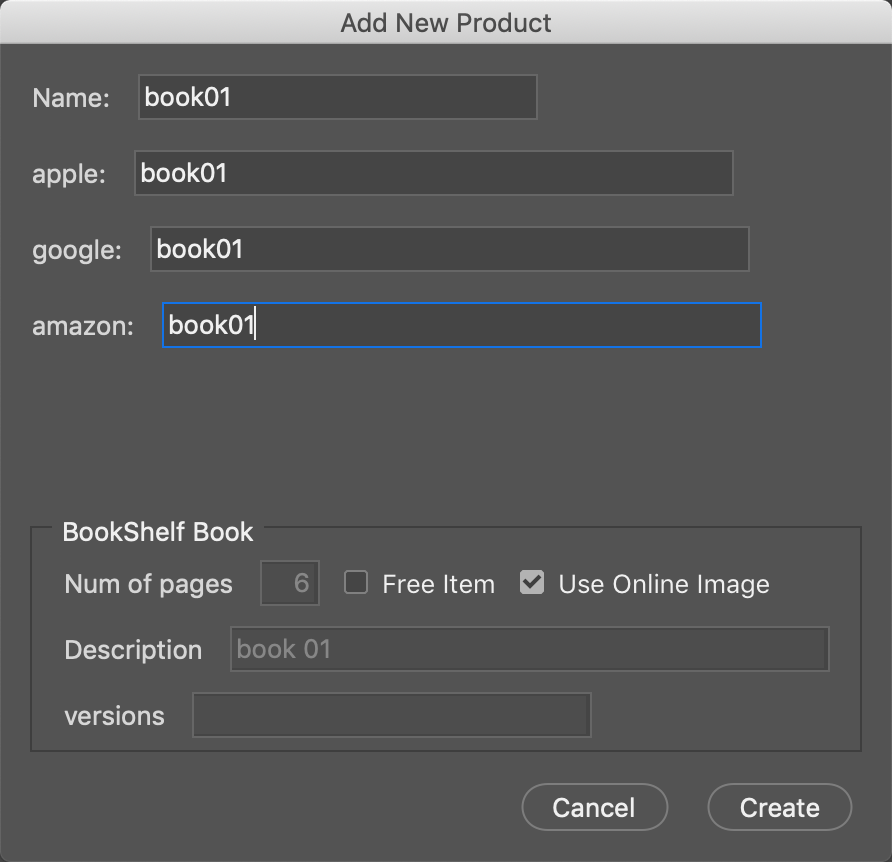 Add New Product
Name: book01
apple: book01
google: book01
amazon: book01
BookShelf Book
Num of pages 6 Free Item Use Online Image
Description book 01
versions
Cancel Create